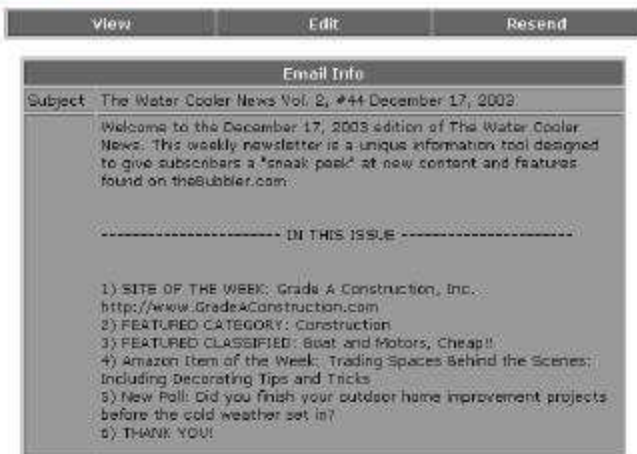 View Edit Resend
Email Info
Subject The Water Cooler News Vol. 2, #44 December 17, 2003
Welcome to the December 17, 2003 edition of The Water Cooler
News. This weekly newsletter is a unique information tool designed
to give subscribers a "sneak peek" at new content and features
found on theBubbler.com
----------------------- IN THIS ISSUE ----------------------
1) SITE OF THE WEEK: Grade A Construction, Inc.
http://www.GradeAConstruction.com
2) FEATURED CATEGORY: Construction
3) FEATURED CLASSIFIED: Boat and Motors, Cheap!!
4) Amazon Item of the Week: Trading Spaces Behind the Scenes:
Including Decorating Tips and Tricks
5) New Poll: Did you finish your outdoor home improvement projects
before the cold weather set in?
6) THANK YOU!